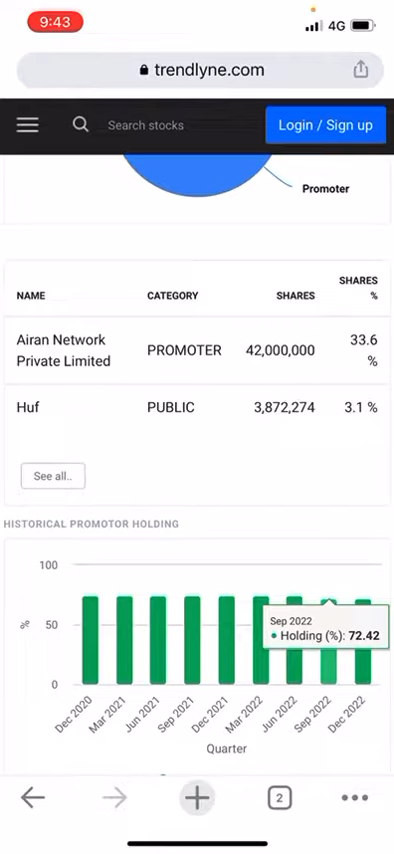 9:43
4G
trendlyne.com
Search stocks
Login / Sign up
Promoter
NAME CATEGORY SHARES SHARES %
Airan Network Private Limited PROMOTER 42,000,000 33.6 %
Huf PUBLIC 3,872,274 3.1 %
See all..
HISTORICAL PROMOTOR HOLDING
100
%
50
0
Sep 2022
Holding (%): 72.42
Dec 2020 Mar 2021 Jun 2021 Sep 2021 Dec 2021 Mar 2022 Jun 2022 Sep 2022 Dec 2022
Quarter
2